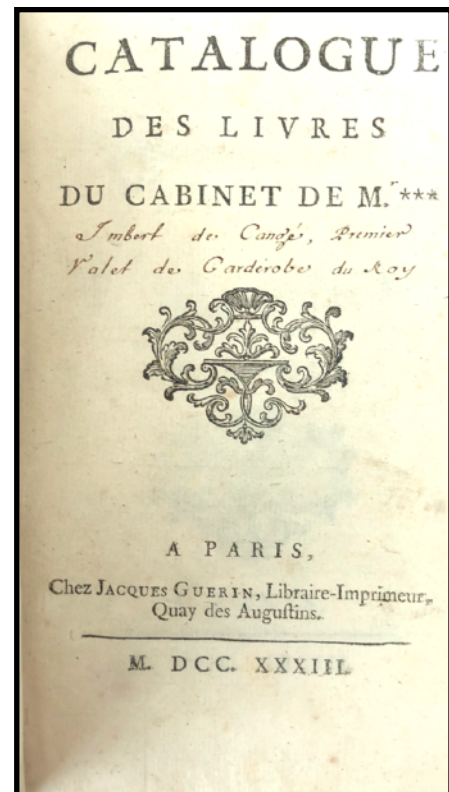 CATALOGUE
DES LIVRES
DU CABINET DE M.r ***
Imbert de Cangé, Premier
Valet de Garderobe du Roy
A PARIS,
Chez JACQUES GUERIN, Libraire-Imprimeur,
Quay des Auguſtins.
M. DCC. XXXIII.